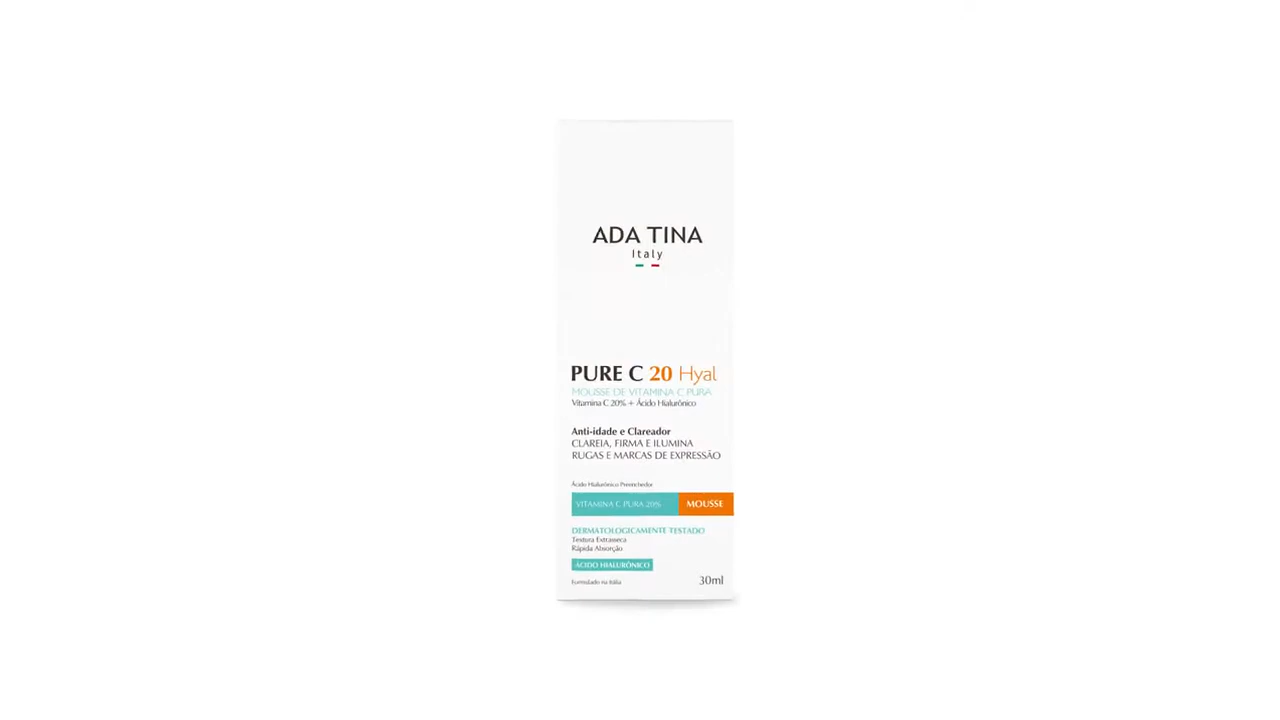 ADA TINA
Italy
PURE C 20 Hyal
MOUSSE DE VITAMINA C PURA
Vitamina C 20% + Ácido Hialurônico
Anti-idade e Clareador
CLAREIA, FIRMA E ILUMINA
RUGAS E MARCAS DE EXPRESSÃO
Ácido Hialurônico Preenchedor
VITAMINA C PURA 20% MOUSSE
DERMATOLOGICAMENTE TESTADO
Textura Extrasseca
Rápida Absorção
ÁCIDO HIALURÔNICO
Formulado na Itália 30ml